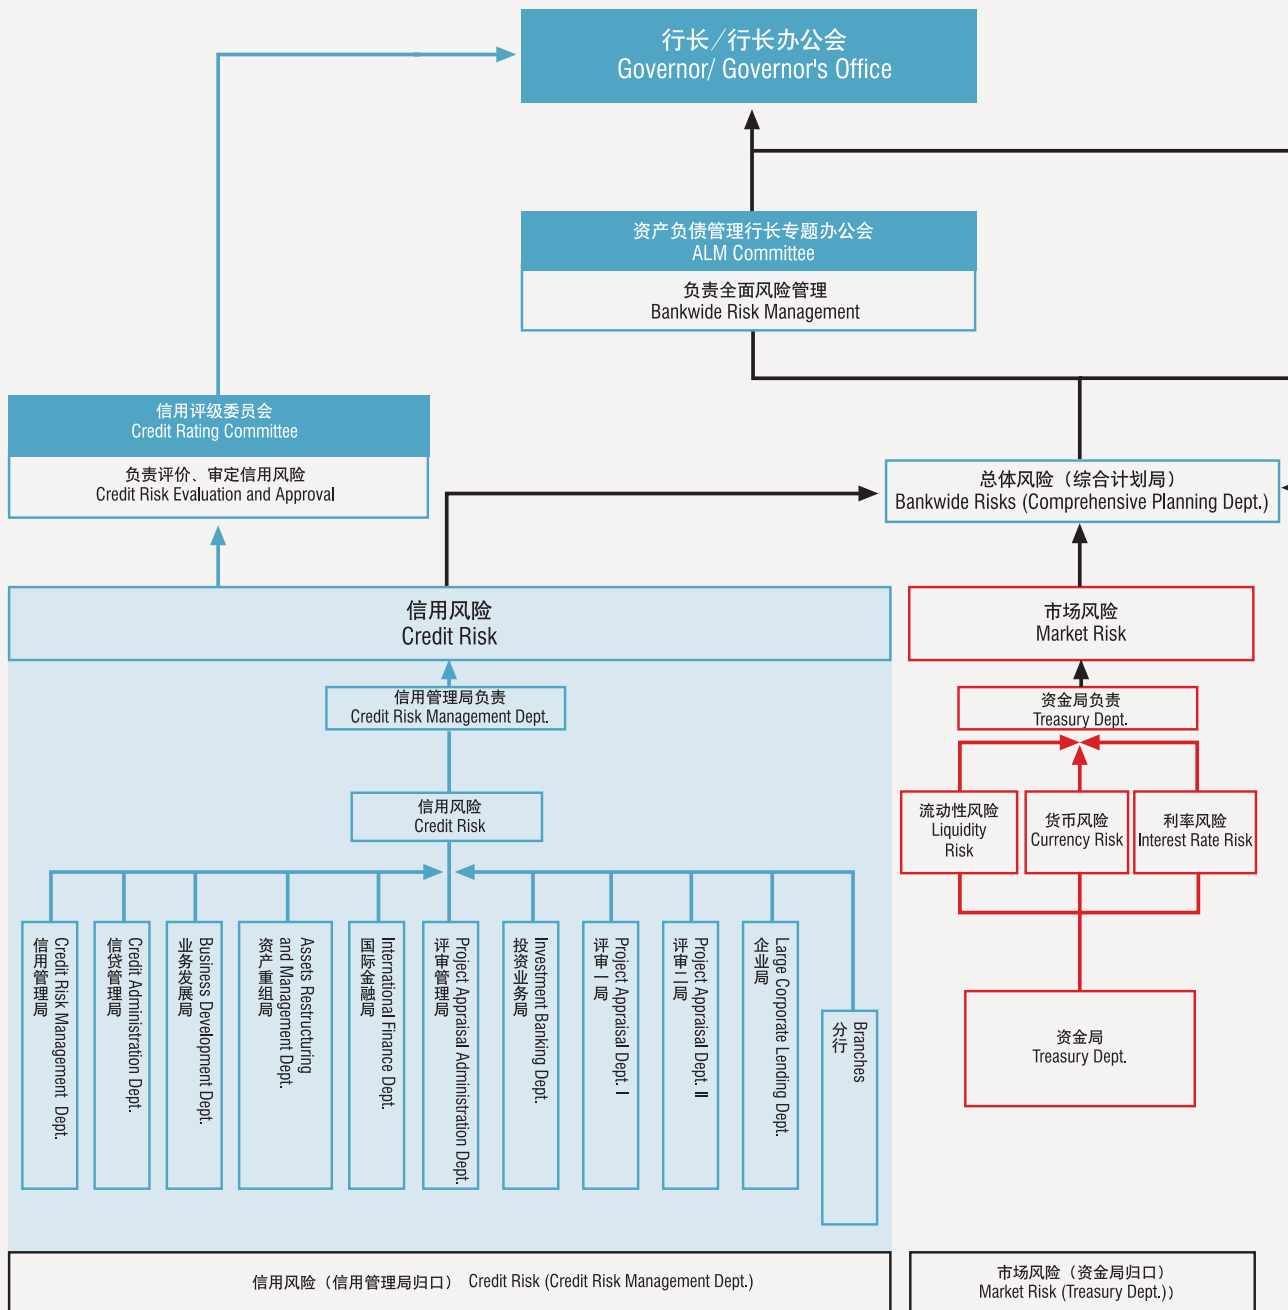 行长/行长办公会
Governor/ Governor's Office
资产负债管理行长专题办公会
ALM Committee
负责全面风险管理
Bankwide Risk Management
信用评级委员会
Credit Rating Committee
负责评价、审定信用风险
Credit Risk Evaluation and Approval
总体风险（综合计划局）
Bankwide Risks (Comprehensive Planning Dept.)
信用风险
Credit Risk
市场风险
Market Risk
信用管理局负责
Credit Risk Management Dept.
资金局负责
Treasury Dept.
信用风险
Credit Risk
流动性风险
Liquidity
Risk
货币风险
Currency Risk
利率风险
Interest Rate Risk
信用管理局
Credit Risk Management Dept.
信贷管理局
Credit Administration Dept.
业务发展局
Business Development Dept.
资产重组局
Assets Restructuring
and Management Dept.
国际金融局
International Finance Dept.
评审管理局
Project Appraisal Administration Dept.
投资业务局
Investment Banking Dept.
评审一局
Project Appraisal Dept. I
评审二局
Project Appraisal Dept. II
企业局
Large Corporate Lending Dept.
分行
Branches
资金局
Treasury Dept.
信用风险（信用管理局归口） Credit Risk (Credit Risk Management Dept.)
市场风险（资金局归口）
Market Risk (Treasury Dept.))